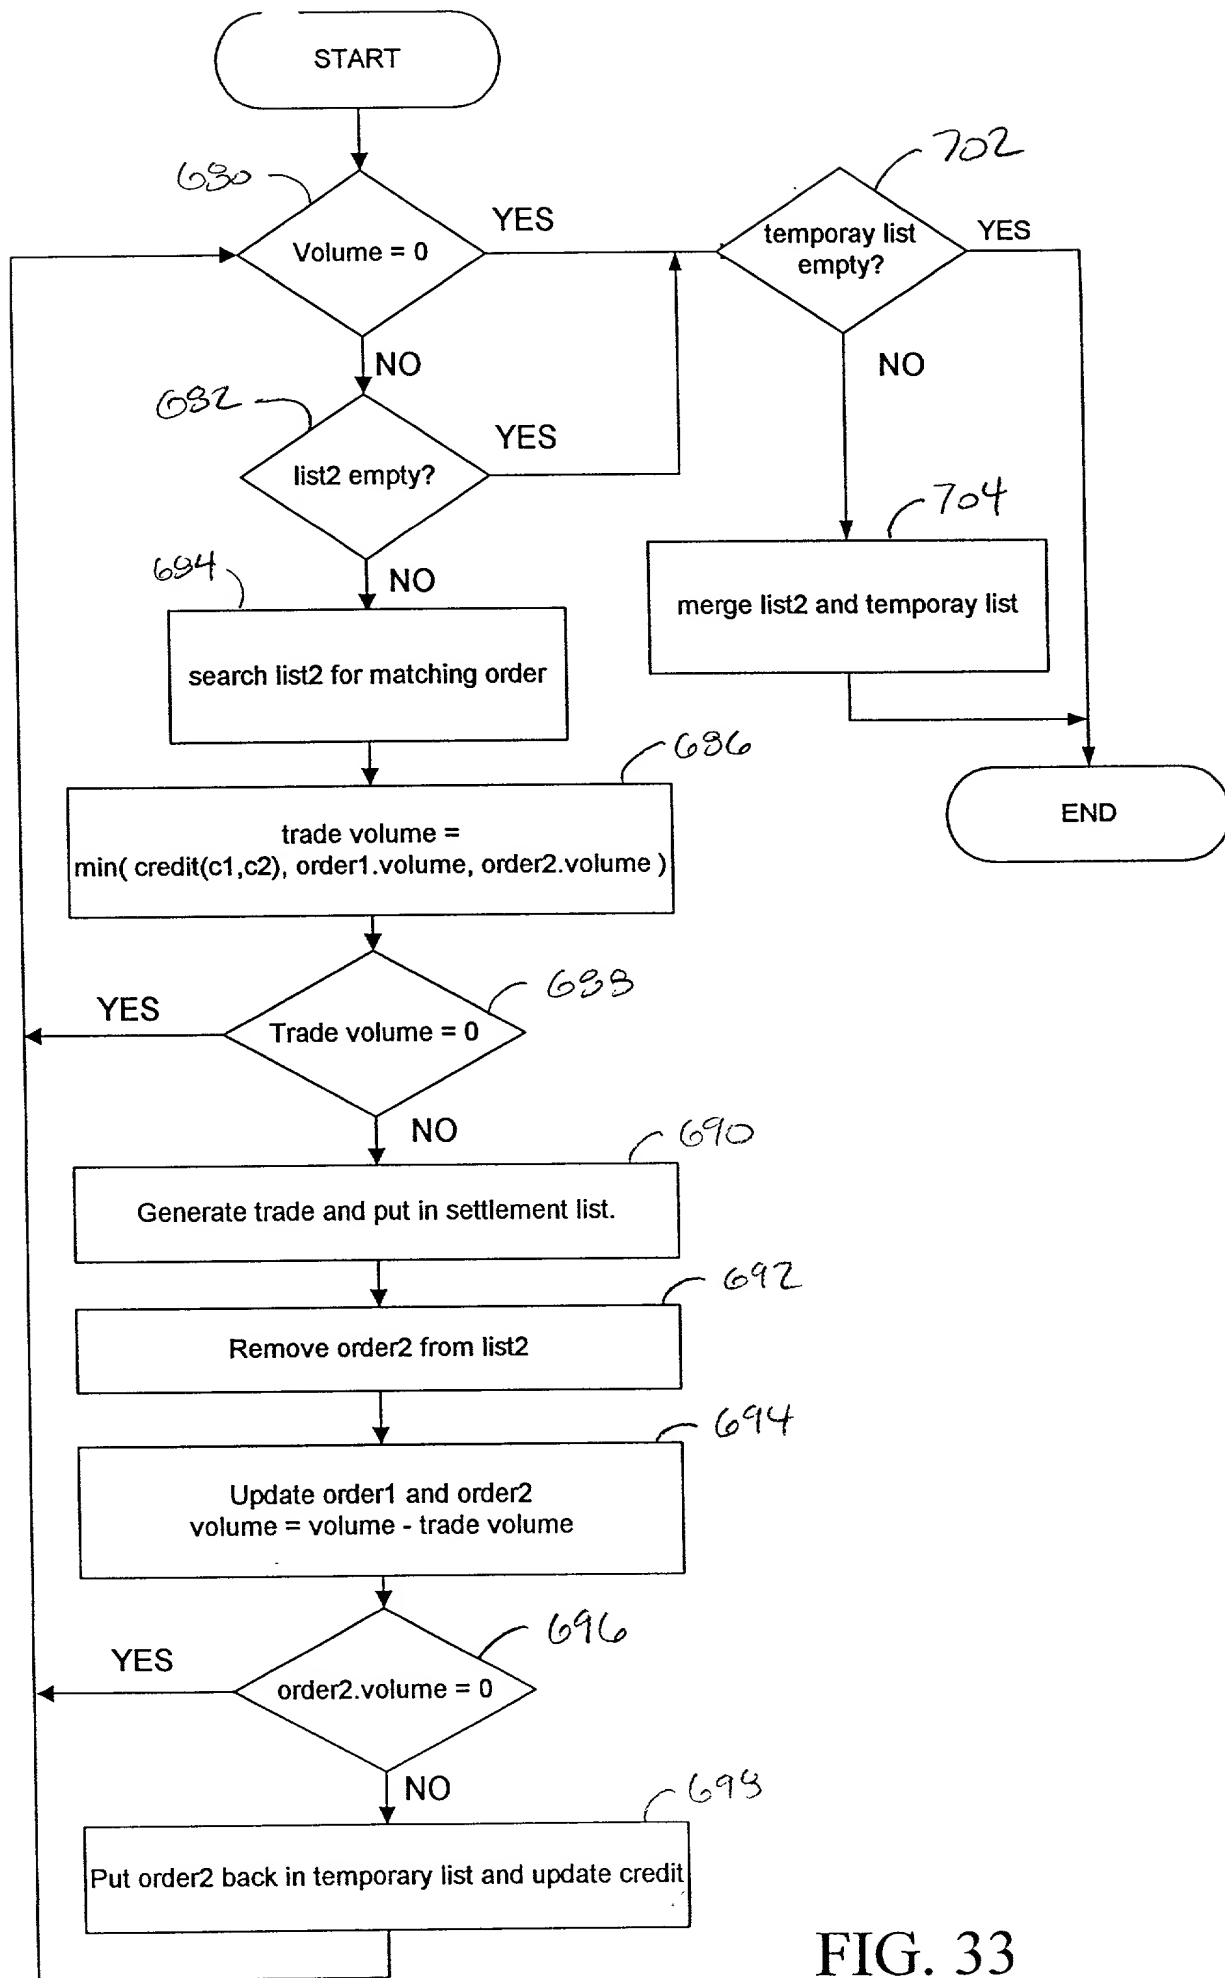 START
680
Volume = 0
YES
702
temporay list
empty?
YES
NO
NO
682
list2 empty?
YES
704
merge list2 and temporay list
NO
684
search list2 for matching order
686
trade volume =
min( credit(c1,c2), order1.volume, order2.volume )
END
688
YES
Trade volume = 0
NO
690
Generate trade and put in settlement list.
692
Remove order2 from list2
694
Update order1 and order2
volume = volume - trade volume
696
YES
order2.volume = 0
NO
698
Put order2 back in temporary list and update credit
FIG. 33